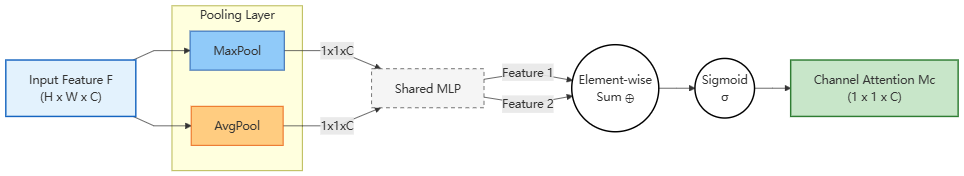 Pooling Layer
Input Feature F
(H x W x C)
MaxPool
AvgPool
1x1xC
1x1xC
Shared MLP
Feature 1
Feature 2
Element-wise
Sum ⊕
Sigmoid
σ
Channel Attention Mc
(1 x 1 x C)